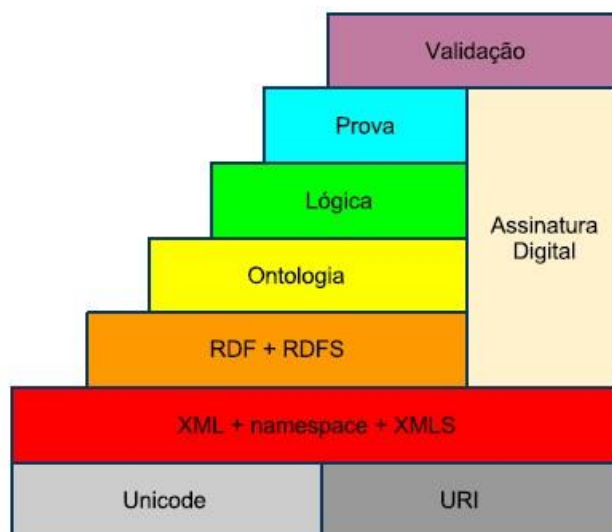 Validação
Prova
Lógica
Assinatura
Digital
Ontologia
RDF + RDFS
XML + namespace + XMLS
Unicode
URI